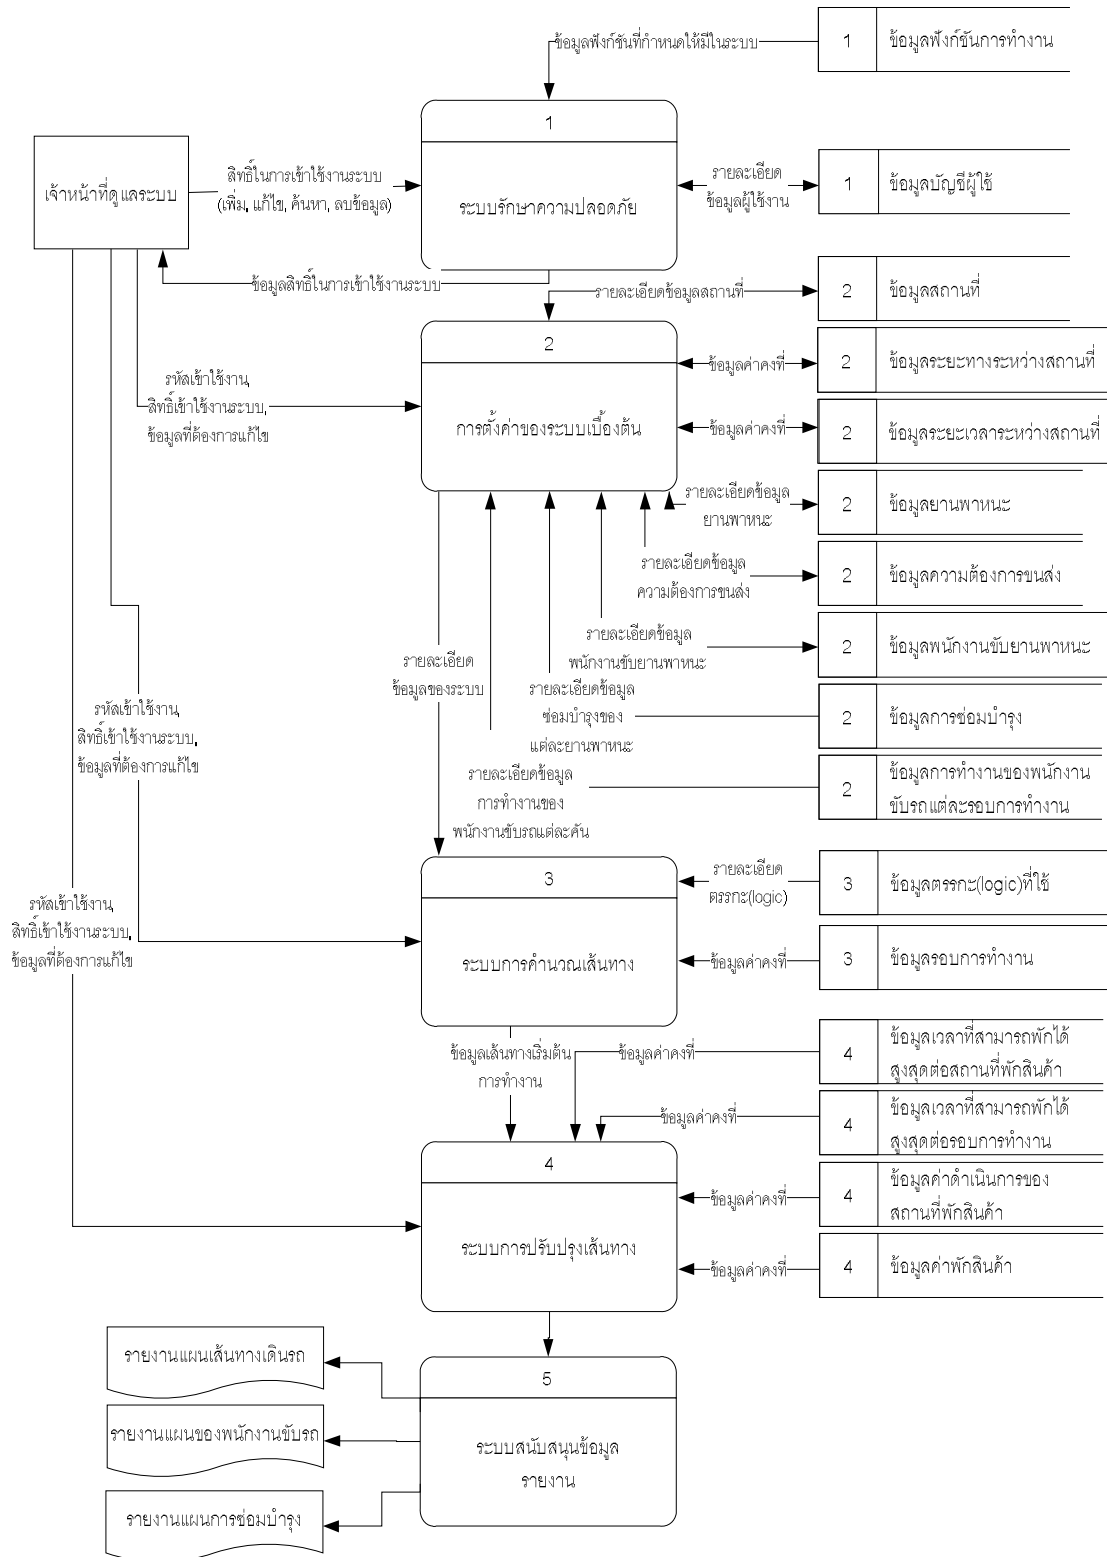 ข้อมูลฟังก์ชันที่กำหนดให้มีในระบบ
1
ข้อมูลฟังก์ชันการทำงาน
1
ระบบรักษาความปลอดภัย
เจ้าหน้าที่ดูแลระบบ
สิทธิ์ในการเข้าใช้งานระบบ
(เพิ่ม, แก้ไข, ค้นหา, ลบข้อมูล)
รายละเอียด
ข้อมูลผู้ใช้งาน
1
ข้อมูลบัญชีผู้ใช้
ข้อมูลสิทธิ์ในการเข้าใช้งานระบบ
รายละเอียดข้อมูลสถานที่
2
ข้อมูลสถานที่
2
การตั้งค่าของระบบเบื้องต้น
ข้อมูลค่าคงที่
2
ข้อมูลระยะทางระหว่างสถานที่
รหัสเข้าใช้งาน,
สิทธิ์เข้าใช้งานระบบ,
ข้อมูลที่ต้องการแก้ไข
ข้อมูลค่าคงที่
2
ข้อมูลระยะเวลาระหว่างสถานที่
รายละเอียดข้อมูล
ยานพาหนะ
2
ข้อมูลยานพาหนะ
รายละเอียดข้อมูล
ความต้องการขนส่ง
2
ข้อมูลความต้องการขนส่ง
รายละเอียดข้อมูล
พนักงานขับยานพาหนะ
2
ข้อมูลพนักงานขับยานพาหนะ
รายละเอียด
ข้อมูลของระบบ
รายละเอียดข้อมูล
ซ่อมบำรุงของ
แต่ละยานพาหนะ
2
ข้อมูลการซ่อมบำรุง
รหัสเข้าใช้งาน,
สิทธิ์เข้าใช้งานระบบ,
ข้อมูลที่ต้องการแก้ไข
รายละเอียดข้อมูล
การทำงานของ
พนักงานขับรถแต่ละคัน
2
ข้อมูลการทำงานของพนักงาน
ขับรถแต่ละรอบการทำงาน
3
ระบบการคำนวณเส้นทาง
รายละเอียด
ตรรกะ(logic)
3
ข้อมูลตรรกะ(logic)ที่ใช้
รหัสเข้าใช้งาน,
สิทธิ์เข้าใช้งานระบบ,
ข้อมูลที่ต้องการแก้ไข
ข้อมูลค่าคงที่
3
ข้อมูลรอบการทำงาน
ข้อมูลเส้นทางเริ่มต้น
การทำงาน
ข้อมูลค่าคงที่
4
ข้อมูลเวลาที่สามารถพักได้
สูงสุดต่อสถานที่พักสินค้า
ข้อมูลค่าคงที่
4
ข้อมูลเวลาที่สามารถพักได้
สูงสุดต่อรอบการทำงาน
4
ระบบการปรับปรุงเส้นทาง
ข้อมูลค่าคงที่
4
ข้อมูลค่าดำเนินการของ
สถานที่พักสินค้า
ข้อมูลค่าคงที่
4
ข้อมูลค่าพักสินค้า
รายงานแผนเส้นทางเดินรถ
5
ระบบสนับสนุนข้อมูล
รายงาน
รายงานแผนของพนักงานขับรถ
รายงานแผนการซ่อมบำรุง